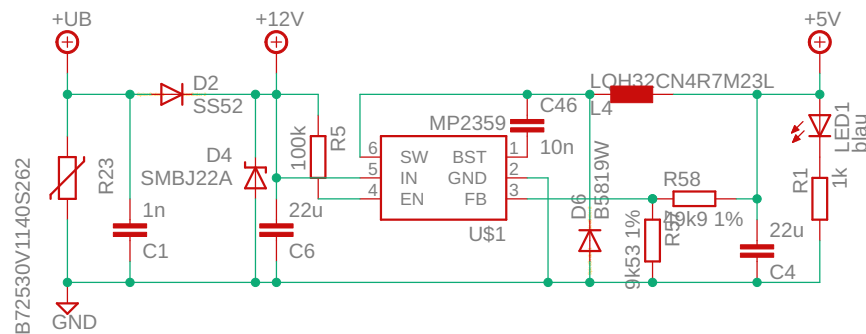 +UB
+12V
+5V
D2
SS52
LQH32CN4R7M23L
L4
C46
10n
MP2359
LED1
blau
R5
100k
D4
SMBJ22A
R23
B72530V1140S262
6
5
4
SW
IN
EN
BST
GND
FB
1
2
3
U$1
D6
B5819W
R58
49k9 1%
R57
9k53 1%
R1
1k
1n
C1
22u
C6
22u
C4
GND